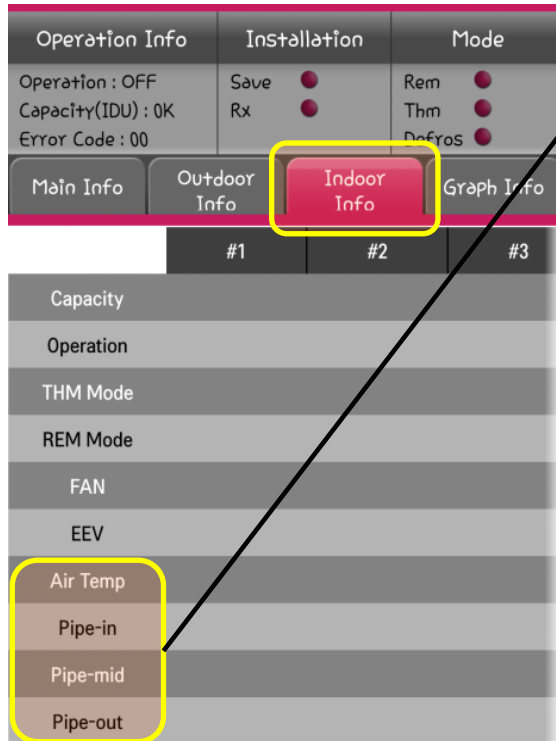 Operation Info
Installation
Mode
Operation : OFF
Capacity(IDU) : 0K
Error Code : 00
Save
Rx
Rem
Thm
Defros
Main Info
Outdoor
Info
Indoor
Info
Graph Info
#1 #2 #3
Capacity
Operation
THM Mode
REM Mode
FAN
EEV
Air Temp
Pipe-in
Pipe-mid
Pipe-out